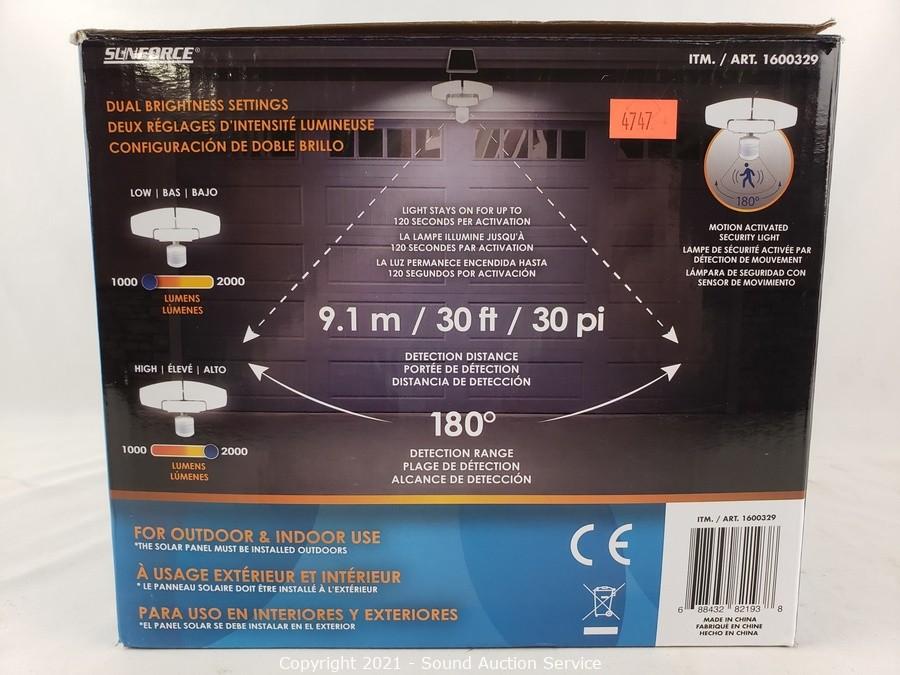 SUNFORCE®
ITM. / ART. 1600329
DUAL BRIGHTNESS SETTINGS
DEUX RÉGLAGES D'INTENSITÉ LUMINEUSE
CONFIGURACIÓN DE DOBLE BRILLO
4747
LOW | BAS | BAJO
1000 2000
LUMENS
LÚMENES
HIGH | ÉLEVÉ | ALTO
1000 2000
LUMENS
LÚMENES
LIGHT STAYS ON FOR UP TO
120 SECONDS PER ACTIVATION
LA LAMPE ILLUMINE JUSQU'À
120 SECONDES PAR ACTIVATION
LA LUZ PERMANECE ENCENDIDA HASTA
120 SEGUNDOS POR ACTIVACIÓN
9.1 m / 30 ft / 30 pi
DETECTION DISTANCE
PORTÉE DE DÉTECTION
DISTANCIA DE DETECCIÓN
180°
DETECTION RANGE
PLAGE DE DÉTECTION
ALCANCE DE DETECCIÓN
180°
MOTION ACTIVATED
SECURITY LIGHT
LAMPE DE SÉCURITÉ ACTIVÉE PAR
DÉTECTION DE MOUVEMENT
LÁMPARA DE SEGURIDAD CON
SENSOR DE MOVIMIENTO
FOR OUTDOOR & INDOOR USE
*THE SOLAR PANEL MUST BE INSTALLED OUTDOORS
À USAGE EXTÉRIEUR ET INTÉRIEUR
* LE PANNEAU SOLAIRE DOIT ÊTRE INSTALLÉ À L'EXTÉRIEUR
PARA USO EN INTERIORES Y EXTERIORES
*EL PANEL SOLAR SE DEBE INSTALAR EN EL EXTERIOR
CE
ITM. / ART. 1600329
6 88432 82193 8
MADE IN CHINA
FABRIQUÉ EN CHINE
HECHO EN CHINA
Copyright 2021 - Sound Auction Service